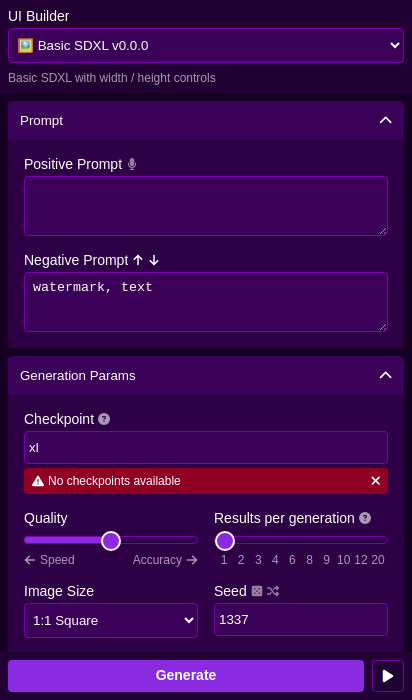 UI Builder
🖼️ Basic SDXL v0.0.0
Basic SDXL with width / height controls
Prompt
Positive Prompt
Negative Prompt ↑ ↓
watermark, text
Generation Params
Checkpoint ?
xl
No checkpoints available
Quality
← Speed Accuracy →
Results per generation ?
1 2 3 4 6 8 9 10 12 20
Image Size
1:1 Square
Seed
1337
Generate